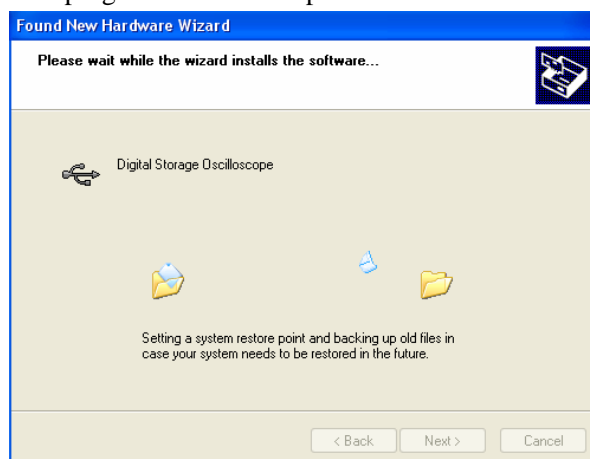 Found New Hardware Wizard
Please wait while the wizard installs the software...
Digital Storage Oscilloscope
Setting a system restore point and backing up old files in
case your system needs to be restored in the future.
< Back
Next >
Cancel